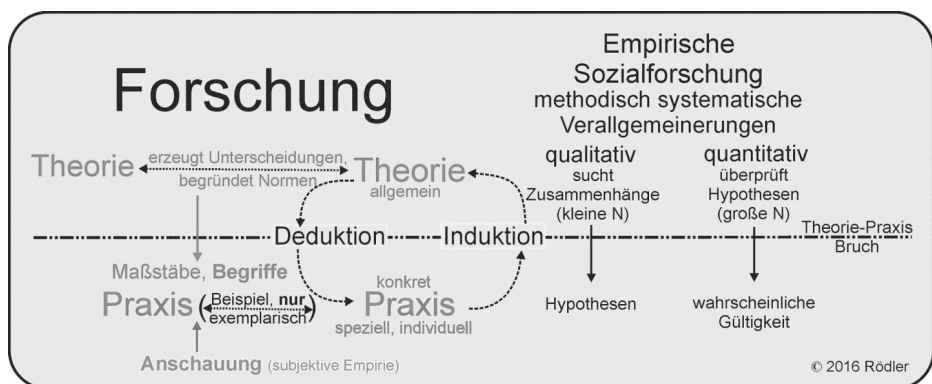 Forschung
Empirische
Sozialforschung
methodisch systematische
Verallgemeinerungen
Theorie
erzeugt Unterscheidungen,
begründet Normen
Theorie
allgemein
qualitativ
sucht
Zusammenhänge
(kleine N)
quantitativ
überprüft
Hypothesen
(große N)
Deduktion
Induktion
Theorie-Praxis
Bruch
Maßstäbe, Begriffe
Praxis
(Beispiel, nur
exemplarisch)
konkret
Praxis
speziell, individuell
Hypothesen
wahrscheinliche
Gültigkeit
Anschauung (subjektive Empirie)
© 2016 Rödler